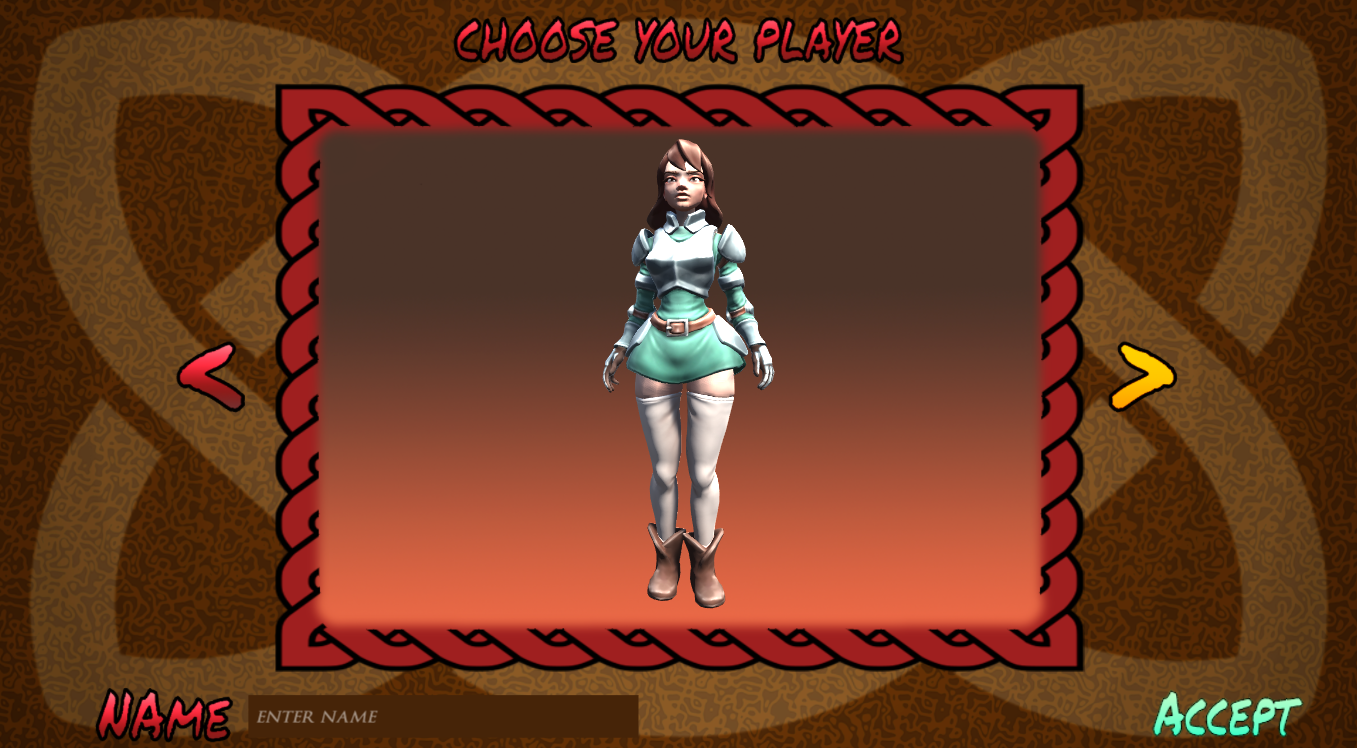 CHOOSE YOUR PLAYER
< >
NAME ENTER NAME ACCEPT